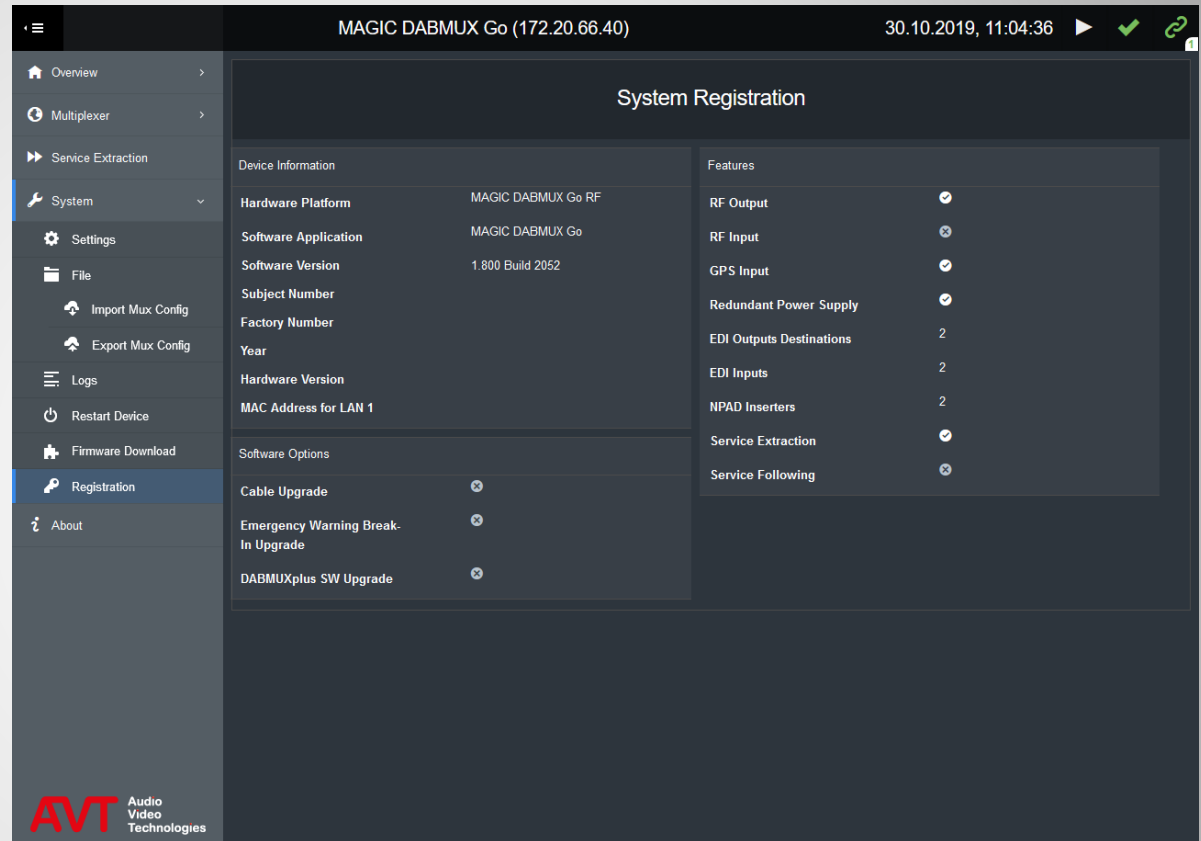 MAGIC DABMUX Go (172.20.66.40)
30.10.2019, 11:04:36
1
Overview
Multiplexer
Service Extraction
System
Settings
File
Import Mux Config
Export Mux Config
Logs
Restart Device
Firmware Download
Registration
About
AVT Audio
Video
Technologies
System Registration
Device Information
Hardware Platform MAGIC DABMUX Go RF
Software Application MAGIC DABMUX Go
Software Version 1.800 Build 2052
Subject Number
Factory Number
Year
Hardware Version
MAC Address for LAN 1
Software Options
Cable Upgrade
Emergency Warning Break-
In Upgrade
DABMUXplus SW Upgrade
Features
RF Output
RF Input
GPS Input
Redundant Power Supply
EDI Outputs Destinations 2
EDI Inputs 2
NPAD Inserters 2
Service Extraction
Service Following